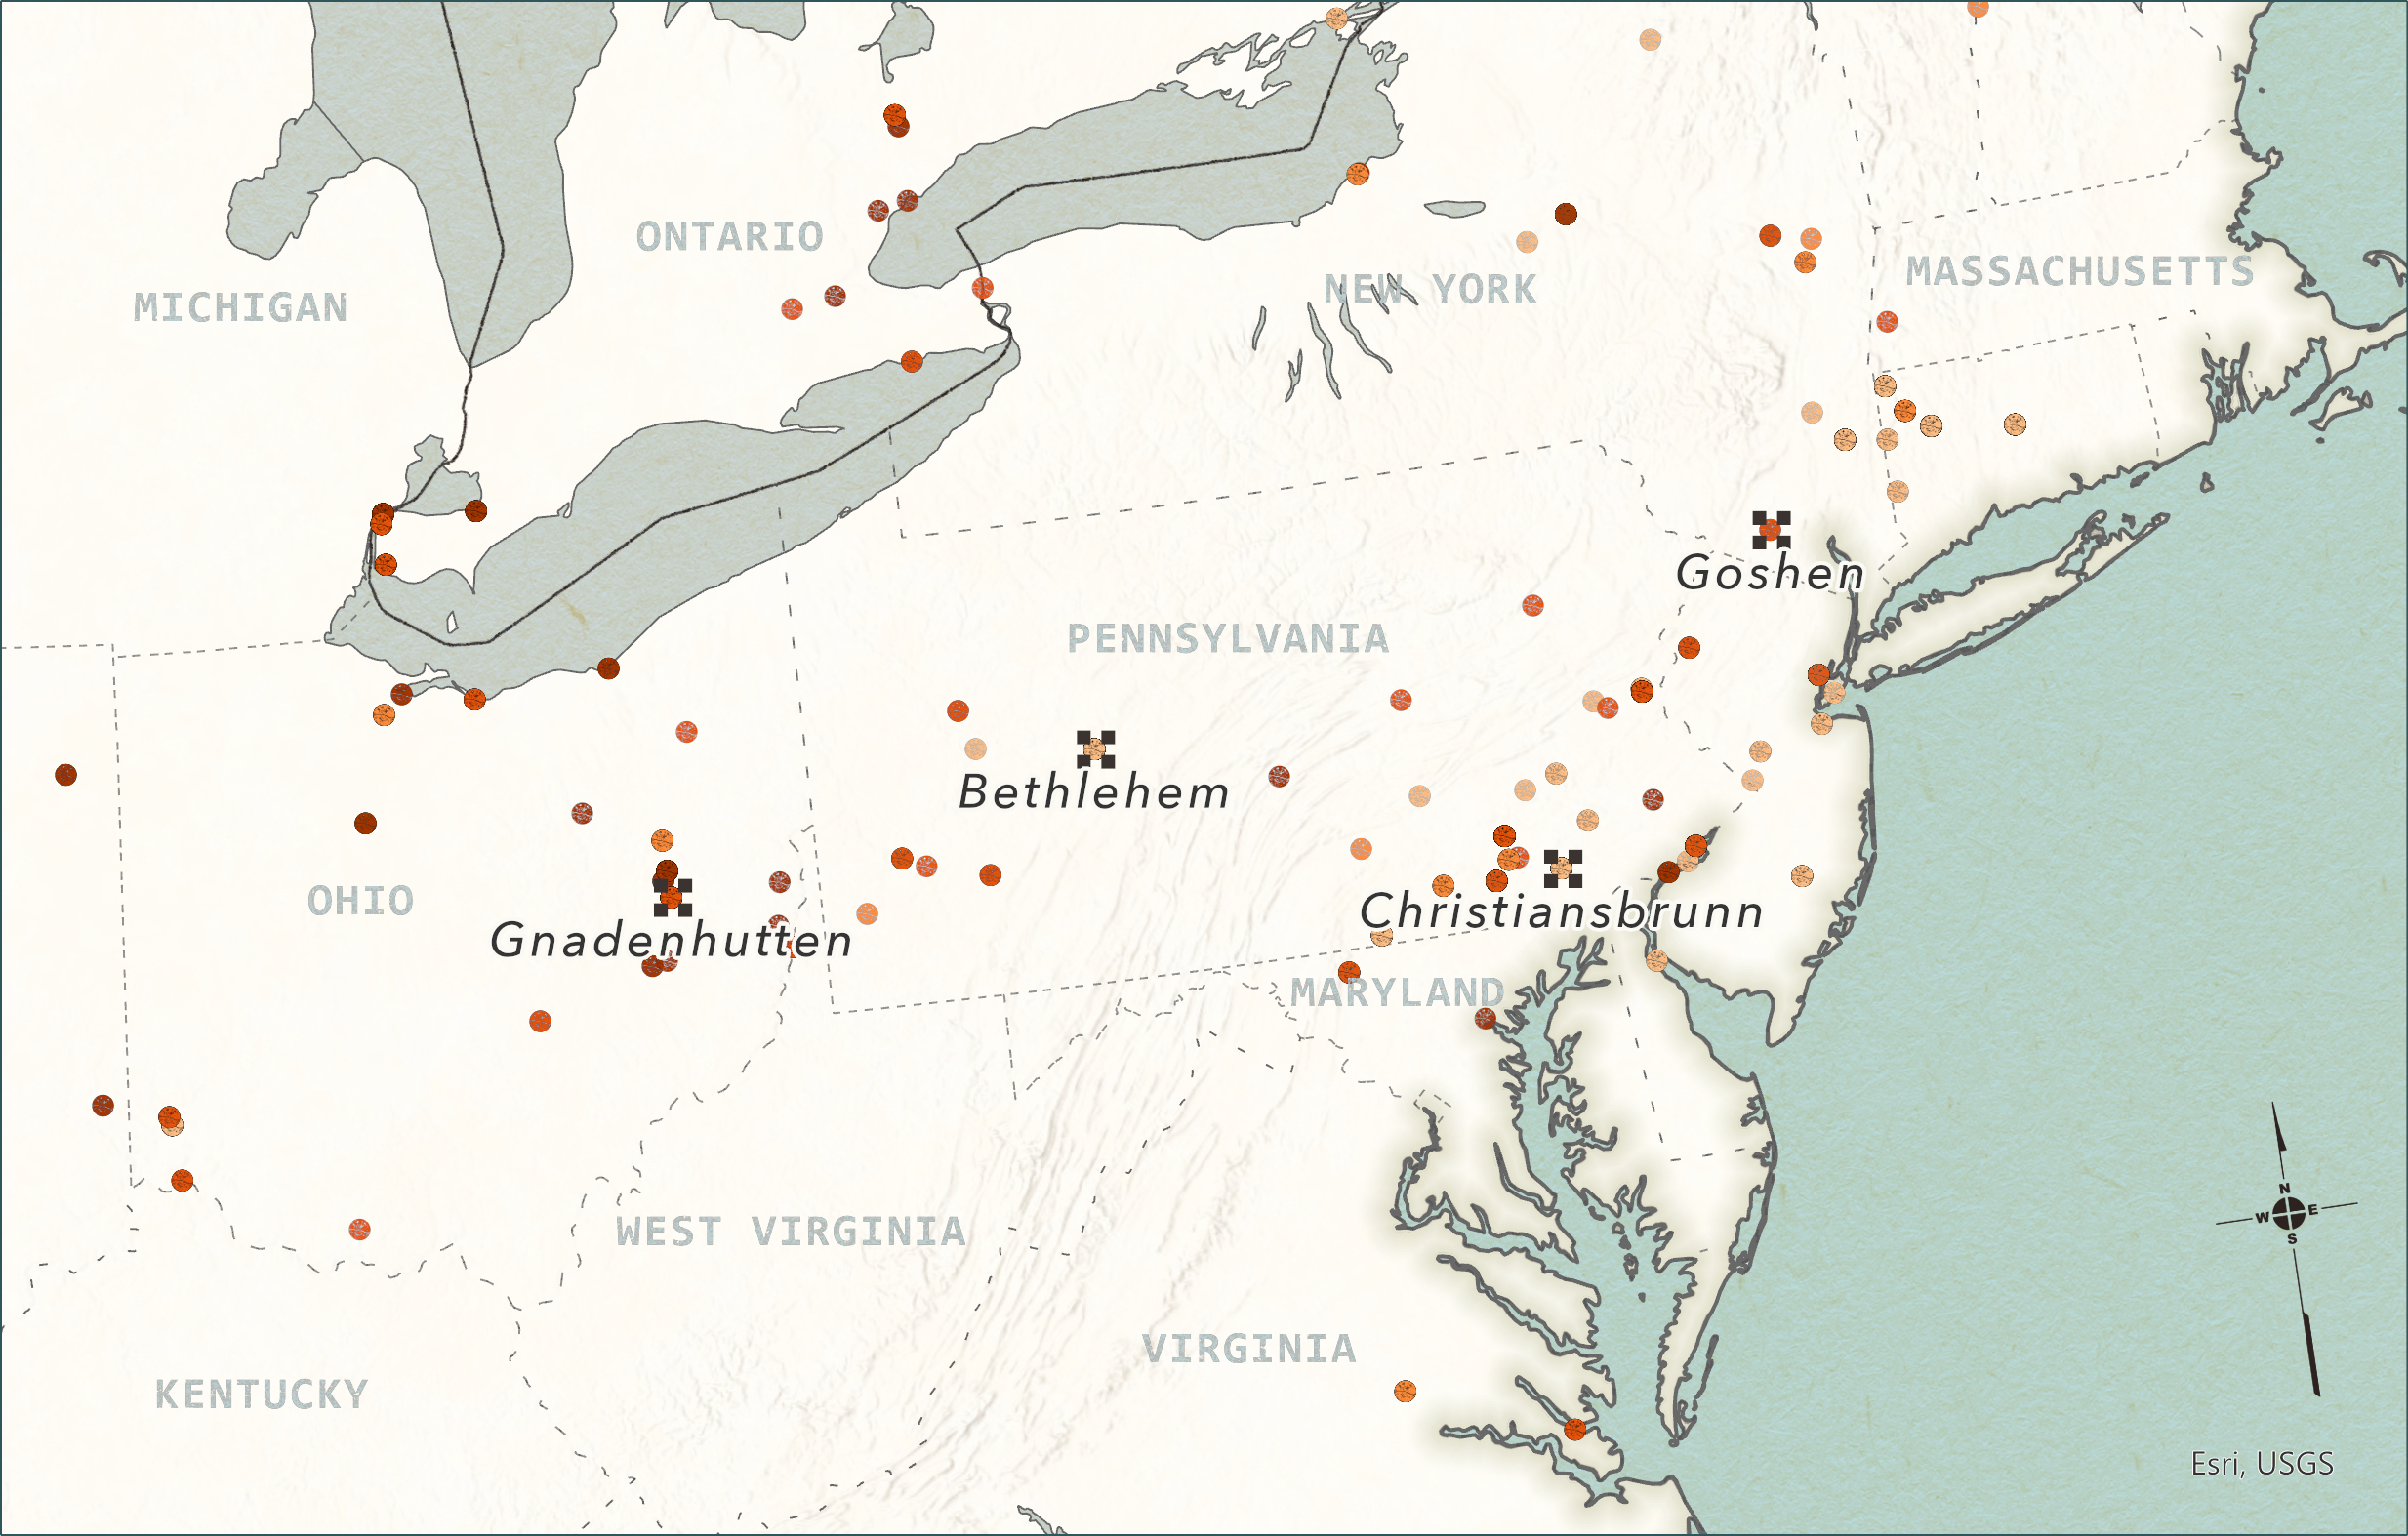 ONTARIO
MASSACHUSETTS
MICHIGAN
NEW YORK
Goshen
PENNSYLVANIA
Bethlehem
OHIO
Christiansbrunn
Gnadenhutten
MARYLAND
N
W E
S
WEST VIRGINIA
VIRGINIA
KENTUCKY
Esri, USGS